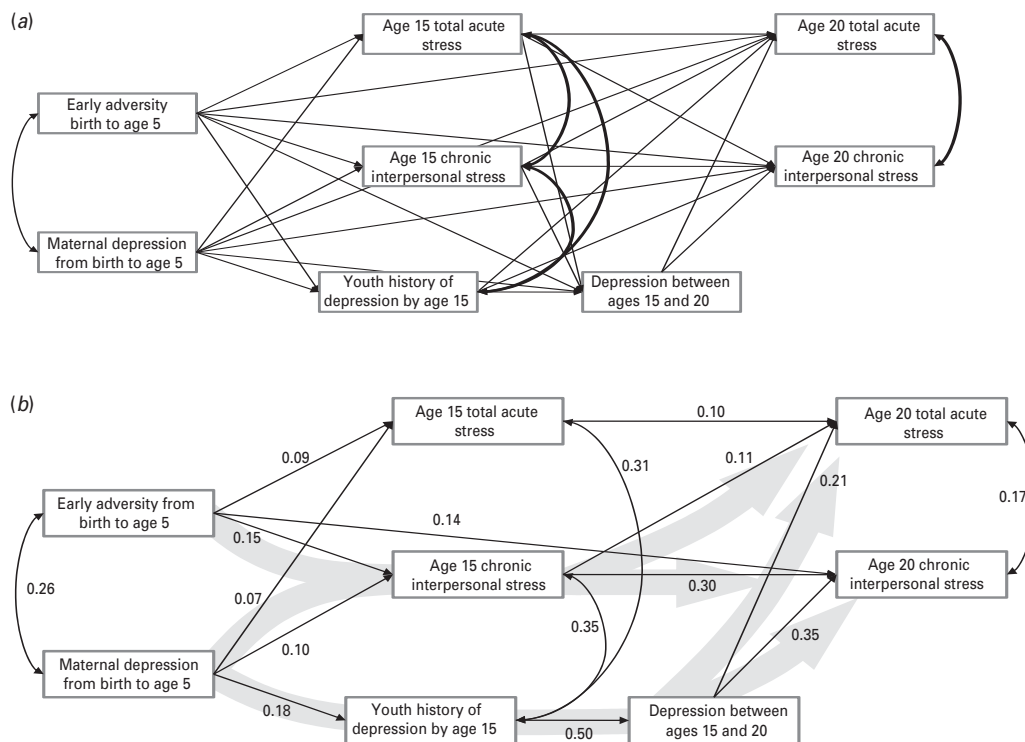 (a)
Age 15 total acute
stress
Age 20 total acute
stress
Early adversity
birth to age 5
Age 15 chronic
interpersonal stress
Age 20 chronic
interpersonal stress
Maternal depression
from birth to age 5
Youth history of
depression by age 15
Depression between
ages 15 and 20
(b)
Age 15 total acute
stress
0.10
Age 20 total acute
stress
0.09
0.31
0.11
0.21
Early adversity from
birth to age 5
0.17
0.14
0.15
Age 15 chronic
interpersonal stress
Age 20 chronic
interpersonal stress
0.30
0.26
0.07
0.35
0.35
0.10
Maternal depression
from birth to age 5
0.18
Youth history of
depression by age 15
0.50
Depression between
ages 15 and 20